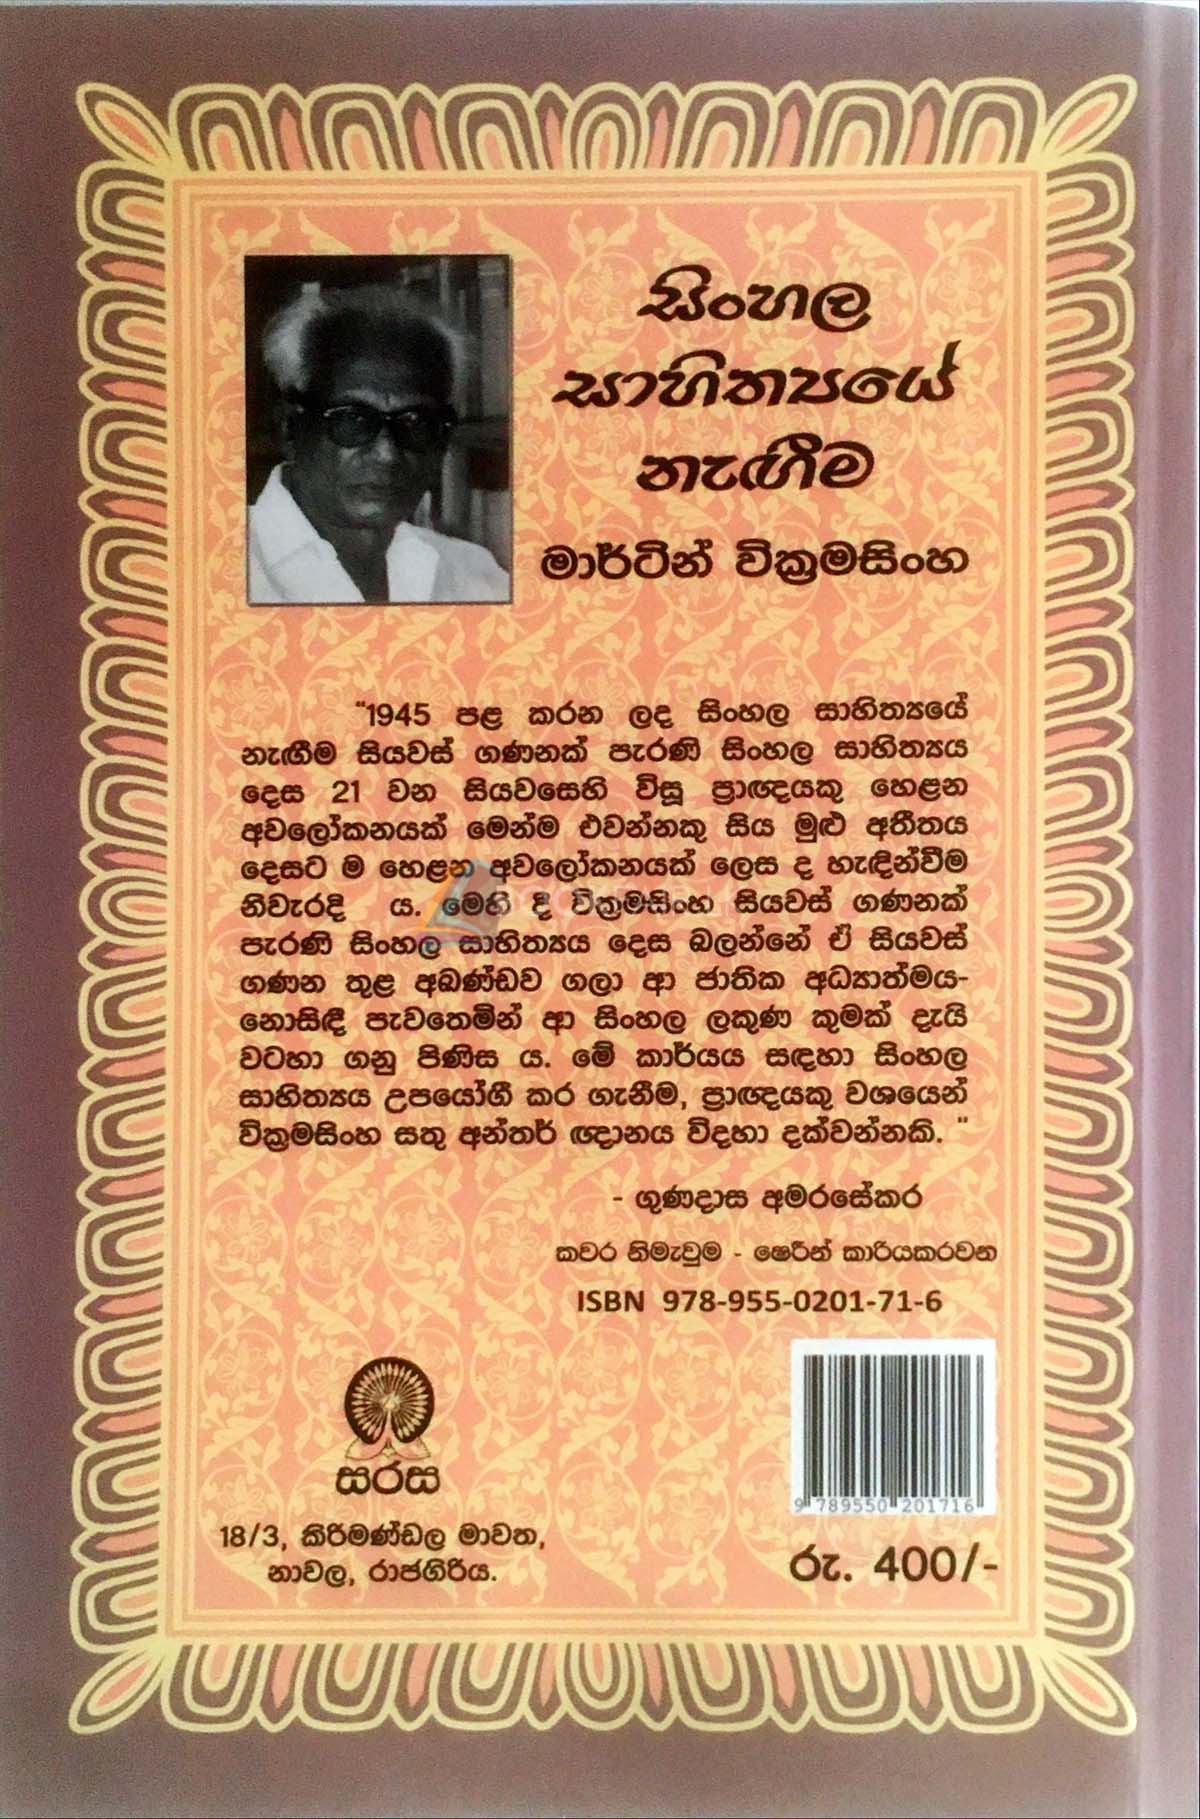 සිංහල
සාහිත්‍යයේ
නැඟීම
මාර්ටින් වික්‍රමසිංහ
“1945 පළ කරන ලද සිංහල සාහිත්‍යයේ
නැඟීම සියවස් ගණනක් පැරණි සිංහල සාහිත්‍යය
දෙස 21 වන සියවසෙහි විසූ ප්‍රාඥයකු හෙළන
අවලෝකනයක් මෙන්ම එවන්නකු සිය මුළු අතීතය
දෙසට ම හෙළන අවලෝකනයක් ලෙස ද හැඳින්වීම
නිවැරදි ය. මෙහි දී වික්‍රමසිංහ සියවස් ගණනක්
පැරණි සිංහල සාහිත්‍යය දෙස බලන්නේ ඒ සියවස්
ගණන තුළ අඛණ්ඩව ගලා ආ ජාතික අධ්‍යාත්මය-
නොසිඳී පැවතෙමින් ආ සිංහල ලකුණ කුමක් දැයි
වටහා ගනු පිණිස ය. මේ කාර්යය සඳහා සිංහල
සාහිත්‍යය උපයෝගී කර ගැනීම, ප්‍රාඥයකු වශයෙන්
වික්‍රමසිංහ සතු අන්තර් ඥානය විදහා දක්වන්නකි. ”
- ගුණදාස අමරසේකර
කවර නිමැවුම - ෂෙරීන් කාරියකරවන
ISBN 978-955-0201-71-6
9 789550 201716
සරස
18/3, කිරිමණ්ඩල මාවත,
නාවල, රාජගිරිය.
රු. 400/-